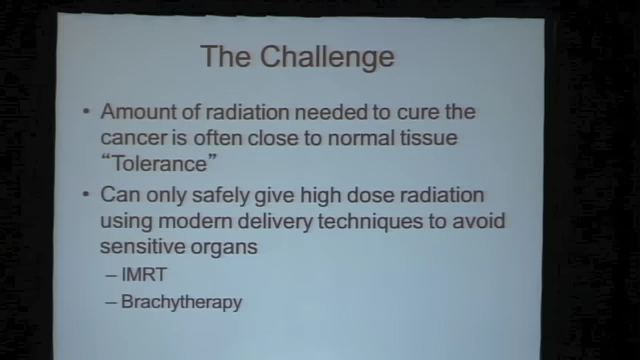 The Challenge
• Amount of radiation needed to cure the
cancer is often close to normal tissue
“Tolerance”
• Can only safely give high dose radiation
using modern delivery techniques to avoid
sensitive organs
– IMRT
– Brachytherapy